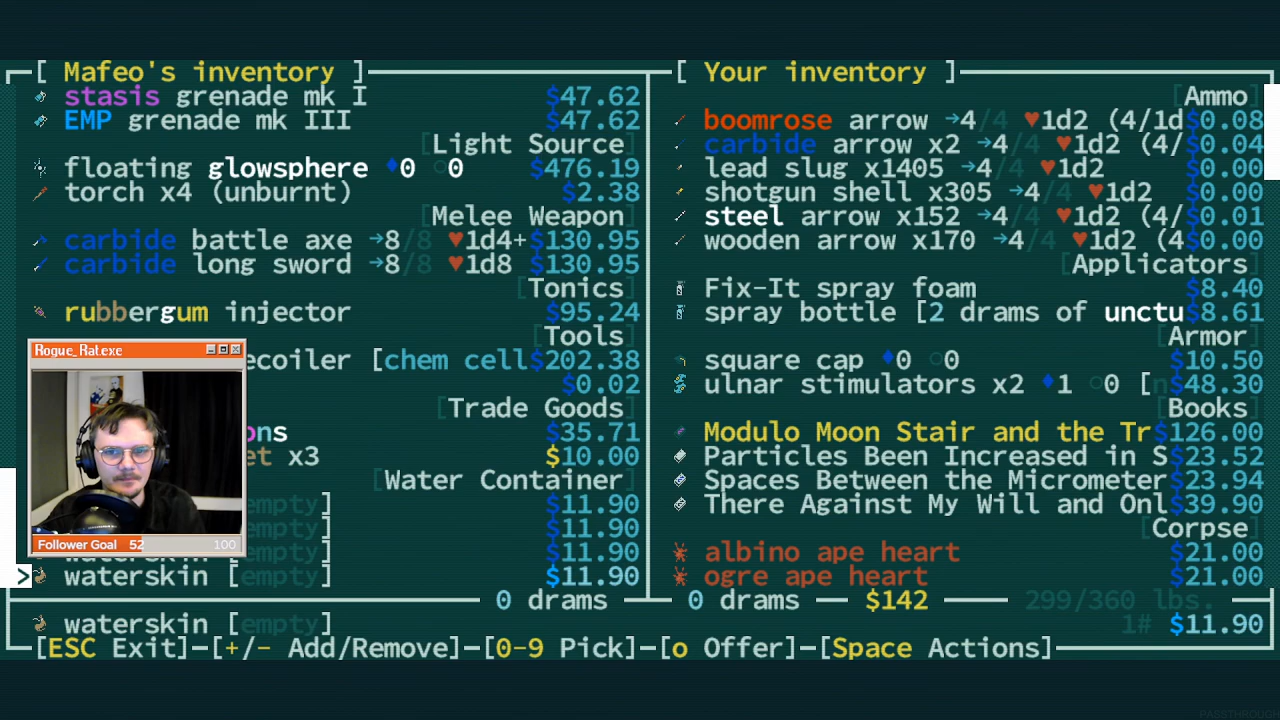 [ Mafeo's inventory ]
stasis grenade mk I $47.62
EMP grenade mk III $47.62
[Light Source]
floating glowsphere ♦0 ○0 $476.19
torch x4 (unburnt) $2.38
[Melee Weapon]
carbide battle axe →8/8 ♥1d4+$130.95
carbide long sword →8/8 ♥1d8 $130.95
[Tonics]
rubbergum injector $95.24
[Tools]
ecoiler [chem cell$202.38
$0.02
[Trade Goods]
ons $35.71
et x3 $10.00
[Water Container]
empty] $11.90
empty] $11.90
[empty] $11.90
> waterskin [empty] $11.90
Rogue_Rat.exe
Follower Goal 52 100
[ Your inventory ]
[Ammo]
boomrose arrow →4/4 ♥1d2 (4/1d$0.08
carbide arrow x2 →4/4 ♥1d2 (4/$0.04
lead slug x1405 →4/4 ♥1d2 $0.00
shotgun shell x305 →4/4 ♥1d2 $0.00
steel arrow x152 →4/4 ♥1d2 (4/$0.01
wooden arrow x170 →4/4 ♥1d2 (4$0.00
[Applicators]
Fix-It spray foam $8.40
spray bottle [2 drams of unctu$8.61
[Armor]
square cap ♦0 ○0 $10.50
ulnar stimulators x2 ♦1 ○0 [n$48.30
[Books]
Modulo Moon Stair and the Tr$126.00
Particles Been Increased in S$23.52
Spaces Between the Micrometer$23.94
There Against My Will and Onl$39.90
[Corpse]
albino ape heart $21.00
ogre ape heart $21.00
0 drams 0 drams $142 299/360 lbs.
waterskin [empty] 1# $11.90
[ESC Exit]-[+/- Add/Remove]-[0-9 Pick]-[o Offer]-[Space Actions]